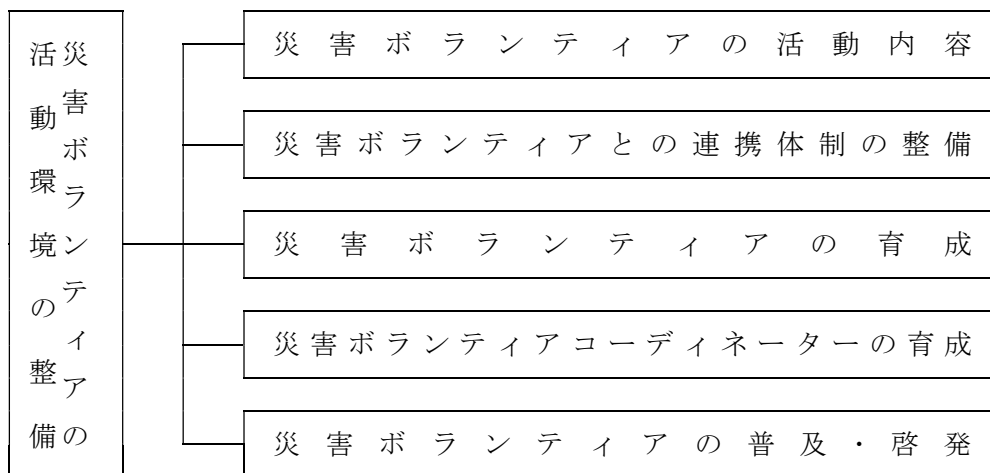 災害ボランティアの
活動環境の整備
災害ボランティアの活動内容
災害ボランティアとの連携体制の整備
災害ボランティアの育成
災害ボランティアコーディネーターの育成
災害ボランティアの普及・啓発